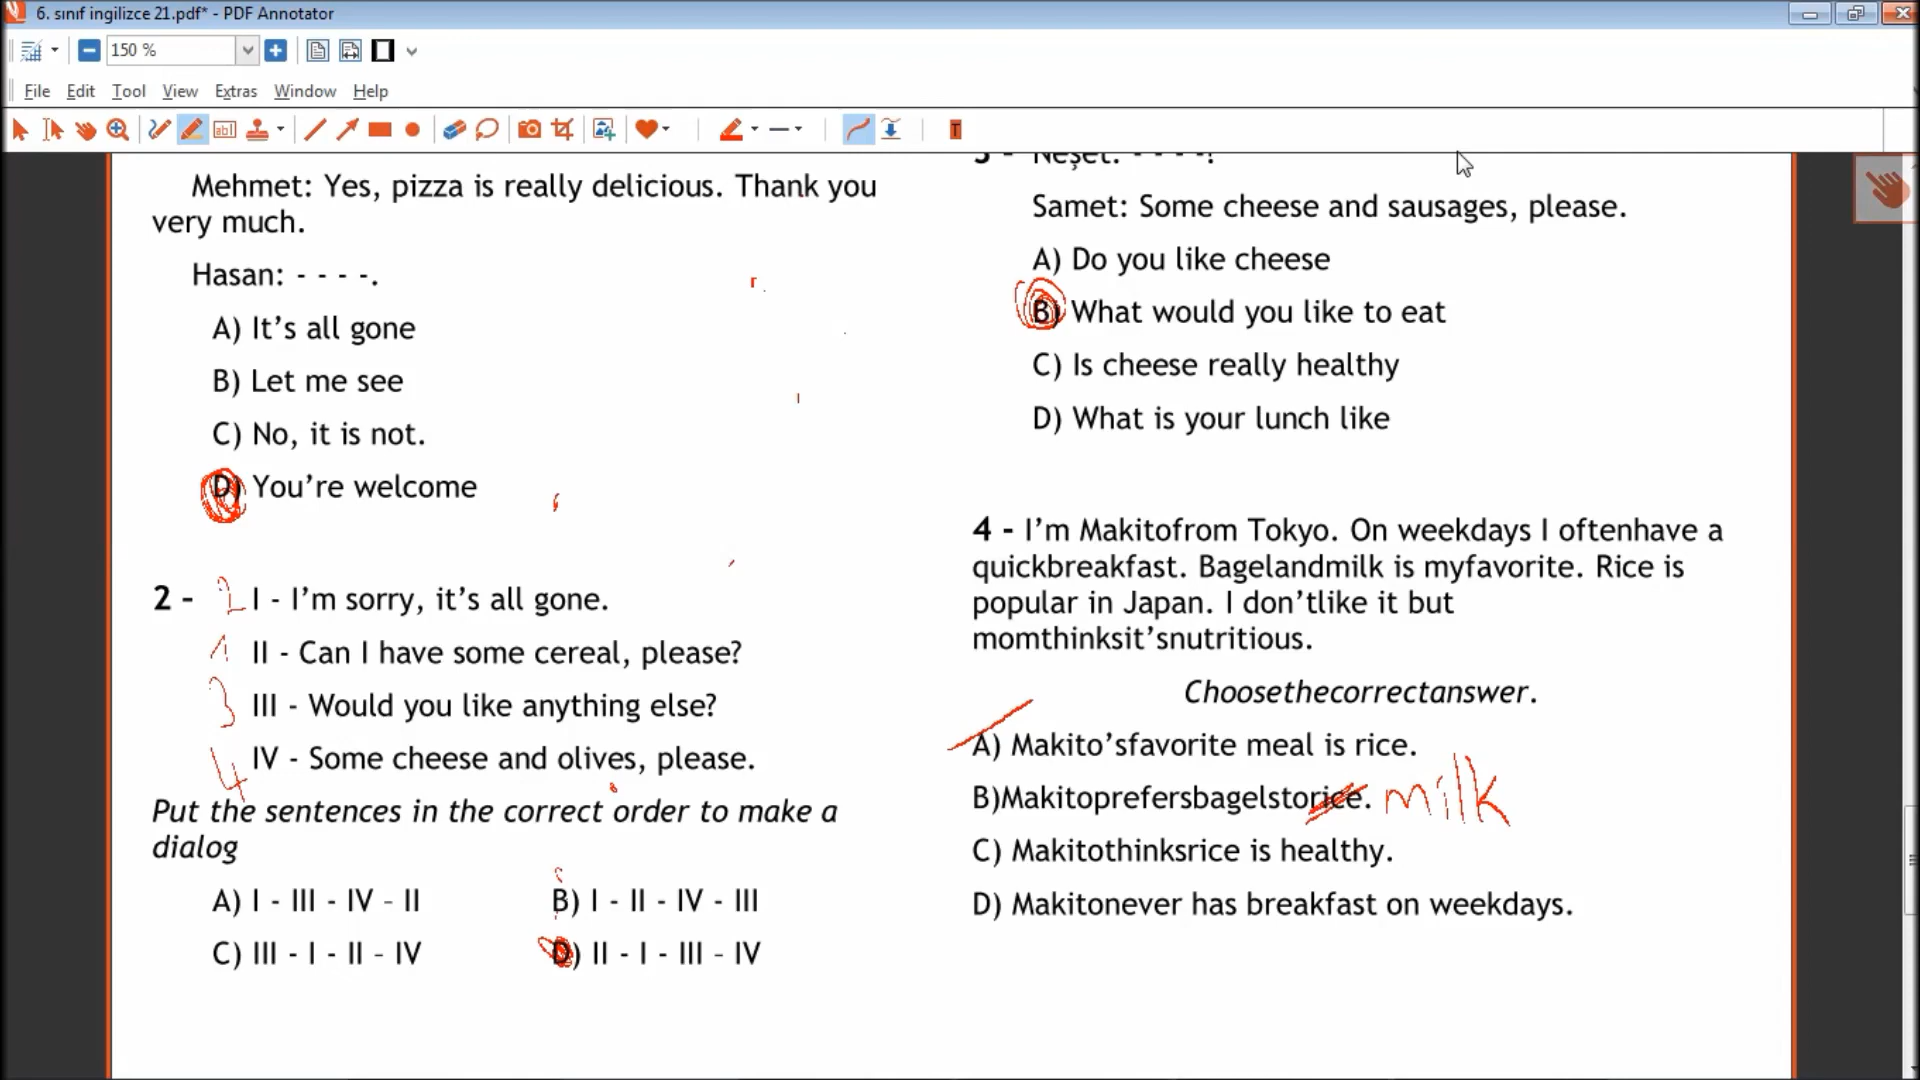 6. sınıf ingilizce 21.pdf* - PDF Annotator
150 %
File Edit Tool View Extras Window Help
Mehmet: Yes, pizza is really delicious. Thank you
very much.
Hasan: - - - -.
A) It's all gone
B) Let me see
C) No, it is not.
D) You're welcome
2 - 2 I - I'm sorry, it's all gone.
1 II - Can I have some cereal, please?
3 III - Would you like anything else?
4 IV - Some cheese and olives, please.
Put the sentences in the correct order to make a
dialog
A) I - III - IV - II B) I - II - IV - III
C) III - I - II - IV D) II - I - III - IV
Neşet: - - - -?
Samet: Some cheese and sausages, please.
A) Do you like cheese
B) What would you like to eat
C) Is cheese really healthy
D) What is your lunch like
4 - I'm Makitofrom Tokyo. On weekdays I oftenhave a
quickbreakfast. Bagelandmilk is myfavorite. Rice is
popular in Japan. I don'tlike it but
momthinksit'snutritious.
Choosethecorrectanswer.
A) Makito'sfavorite meal is rice.
B)Makitoprefersbagelstorice. milk
C) Makitothinksrice is healthy.
D) Makitonever has breakfast on weekdays.